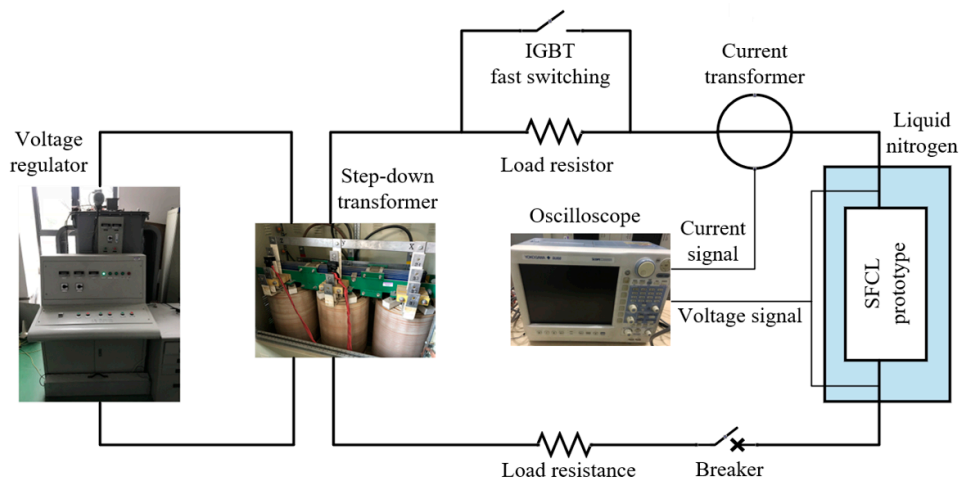 IGBT
fast switching
Current
transformer
Voltage
regulator
Load resistor
Liquid
nitrogen
Step-down
transformer
Oscilloscope
Current
signal
SFCL
prototype
Voltage signal
Load resistance
Breaker